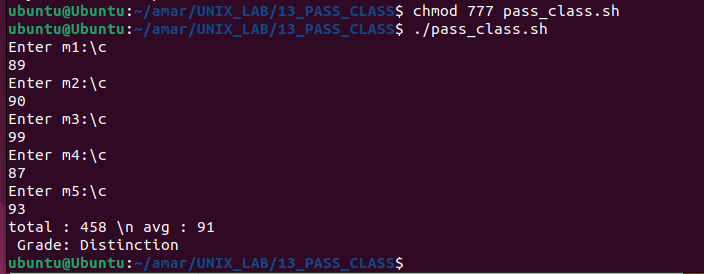 ubuntu@Ubuntu:~/amar/UNIX_LAB/13_PASS_CLASS$ chmod 777 pass_class.sh
ubuntu@Ubuntu:~/amar/UNIX_LAB/13_PASS_CLASS$ ./pass_class.sh
Enter m1:\c
89
Enter m2:\c
90
Enter m3:\c
99
Enter m4:\c
87
Enter m5:\c
93
total : 458 \n avg : 91
 Grade: Distinction
ubuntu@Ubuntu:~/amar/UNIX_LAB/13_PASS_CLASS$